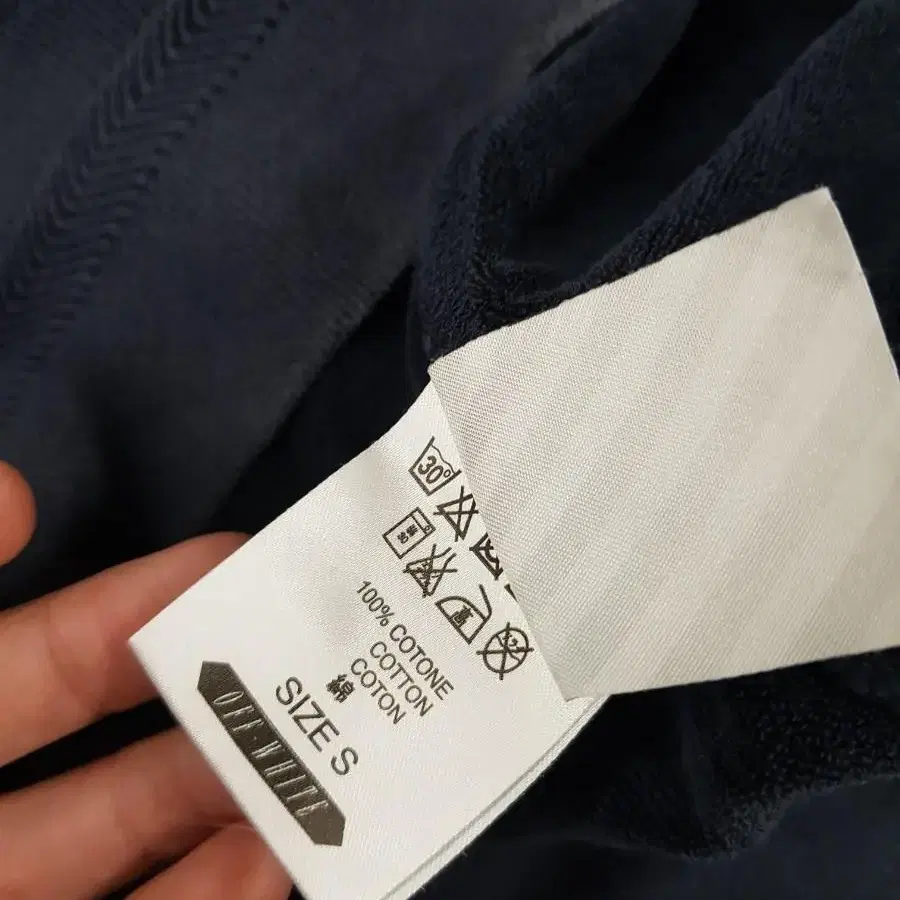 30°
100% COTONE
COTTON
COTON
綿
SIZE S
OFF-WHITE